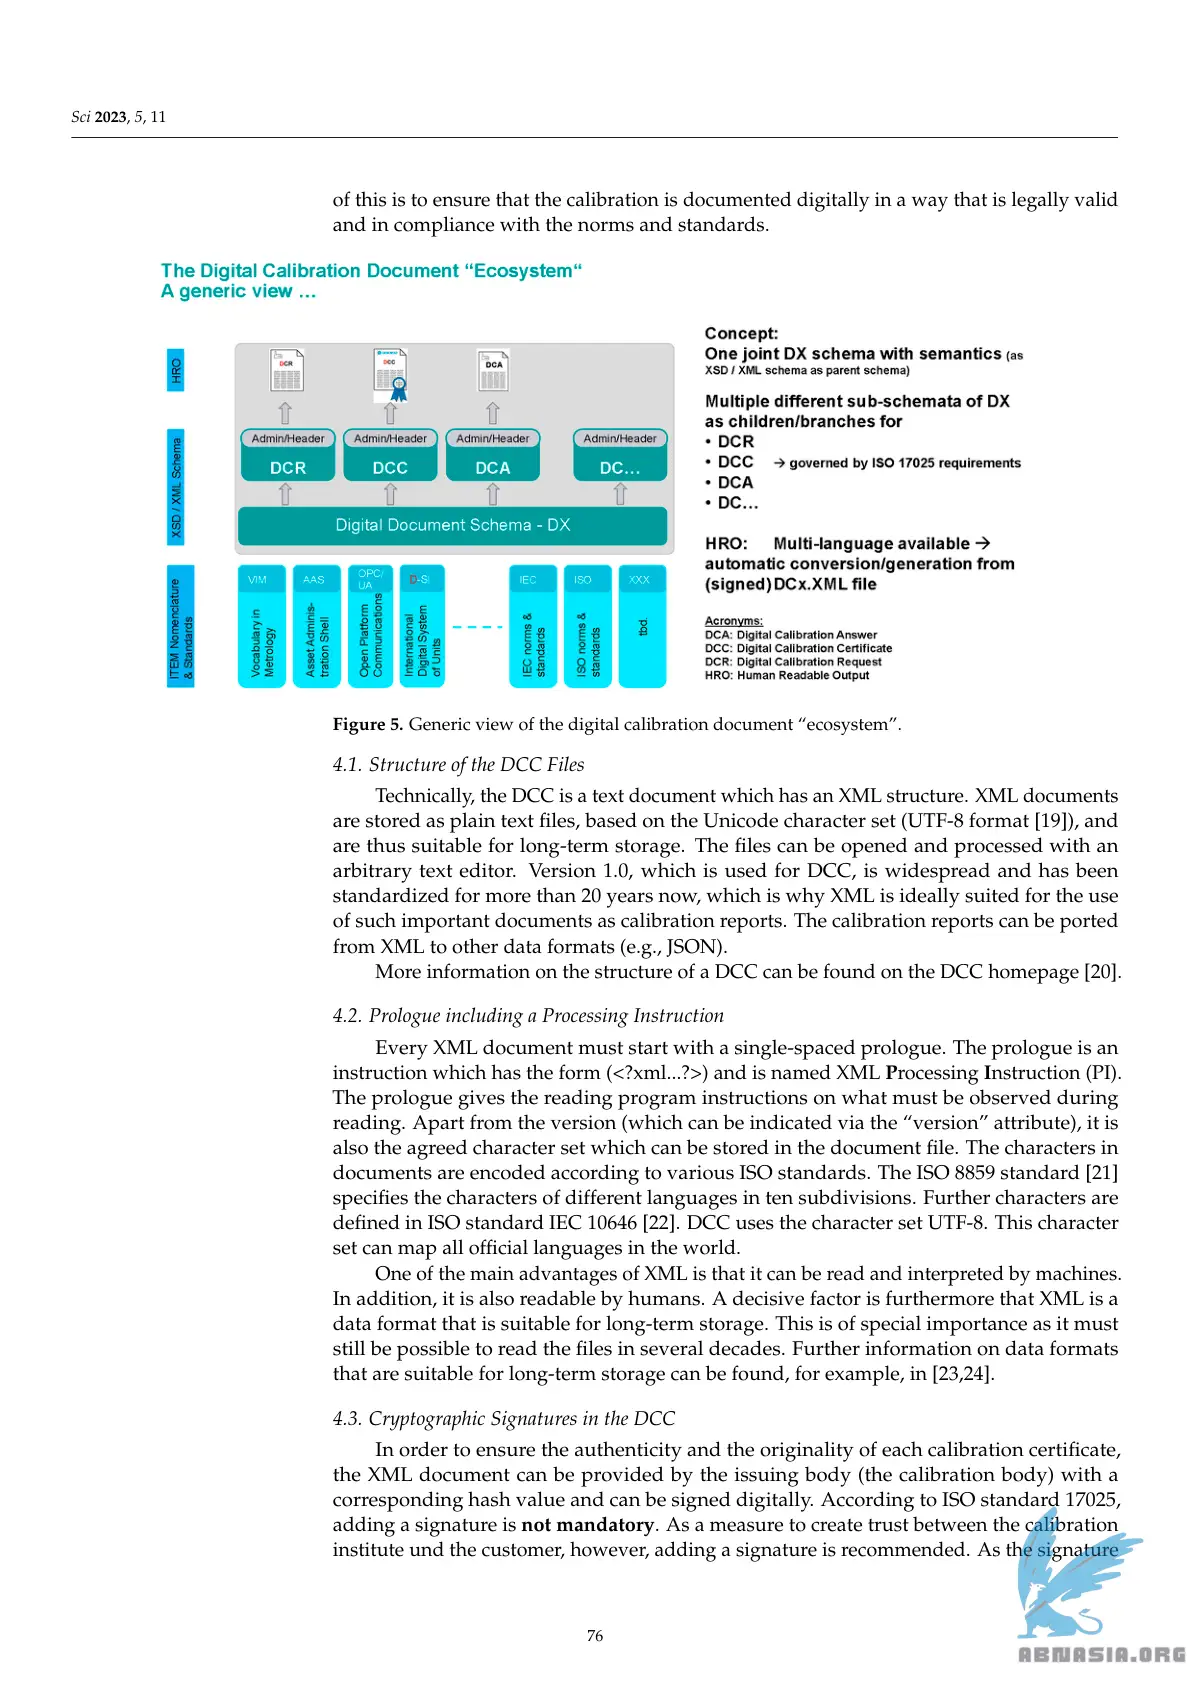 Sci 2023, 5, 11
of this is to ensure that the calibration is documented digitally in a way that is legally valid
and in compliance with the norms and standards.
The Digital Calibration Document “Ecosystem“
A generic view …
HRO
DCR
DCC
DCA
XSD / XML Schema
Admin/Header
Admin/Header
Admin/Header
Admin/Header
DCR
DCC
DCA
DC…
Digital Document Schema - DX
ITEM Nomenclature
& Standards
VIM
Vocabulary in
Metrology
AAS
Asset Adminis-
tration Shell
OPC/
UA
Open Platform
Communications
D-SI
International
Digital System
of Units
IEC
IEC norms &
standards
ISO
ISO norms &
standards
XXX
tbd.
Concept:
One joint DX schema with semantics (as
XSD / XML schema as parent schema)
Multiple different sub-schemata of DX
as children/branches for
• DCR
• DCC → governed by ISO 17025 requirements
• DCA
• DC…
HRO: Multi-language available →
automatic conversion/generation from
(signed) DCx.XML file
Acronyms:
DCA: Digital Calibration Answer
DCC: Digital Calibration Certificate
DCR: Digital Calibration Request
HRO: Human Readable Output
Figure 5. Generic view of the digital calibration document “ecosystem”.
4.1. Structure of the DCC Files
Technically, the DCC is a text document which has an XML structure. XML documents
are stored as plain text files, based on the Unicode character set (UTF-8 format [19]), and
are thus suitable for long-term storage. The files can be opened and processed with an
arbitrary text editor. Version 1.0, which is used for DCC, is widespread and has been
standardized for more than 20 years now, which is why XML is ideally suited for the use
of such important documents as calibration reports. The calibration reports can be ported
from XML to other data formats (e.g., JSON).
More information on the structure of a DCC can be found on the DCC homepage [20].
4.2. Prologue including a Processing Instruction
Every XML document must start with a single-spaced prologue. The prologue is an
instruction which has the form (<?xml...?>) and is named XML Processing Instruction (PI).
The prologue gives the reading program instructions on what must be observed during
reading. Apart from the version (which can be indicated via the “version” attribute), it is
also the agreed character set which can be stored in the document file. The characters in
documents are encoded according to various ISO standards. The ISO 8859 standard [21]
specifies the characters of different languages in ten subdivisions. Further characters are
defined in ISO standard IEC 10646 [22]. DCC uses the character set UTF-8. This character
set can map all official languages in the world.
One of the main advantages of XML is that it can be read and interpreted by machines.
In addition, it is also readable by humans. A decisive factor is furthermore that XML is a
data format that is suitable for long-term storage. This is of special importance as it must
still be possible to read the files in several decades. Further information on data formats
that are suitable for long-term storage can be found, for example, in [23,24].
4.3. Cryptographic Signatures in the DCC
In order to ensure the authenticity and the originality of each calibration certificate,
the XML document can be provided by the issuing body (the calibration body) with a
corresponding hash value and can be signed digitally. According to ISO standard 17025,
adding a signature is not mandatory. As a measure to create trust between the calibration
institute und the customer, however, adding a signature is recommended. As the signature
76
ABNASIA.ORG